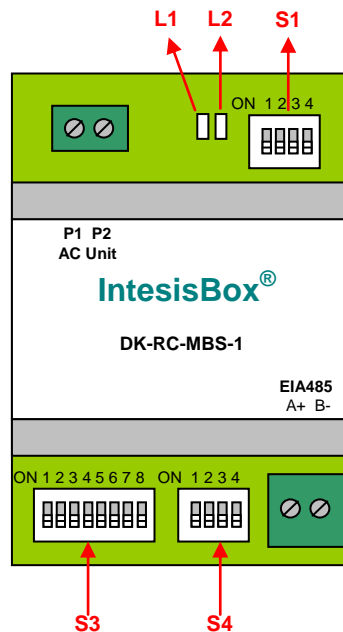 L1 L2 S1
ON 1 2 3 4
P1 P2
AC Unit
IntesisBox®
DK-RC-MBS-1
EIA485
A+ B-
ON 1 2 3 4 5 6 7 8 ON 1 2 3 4
S3 S4